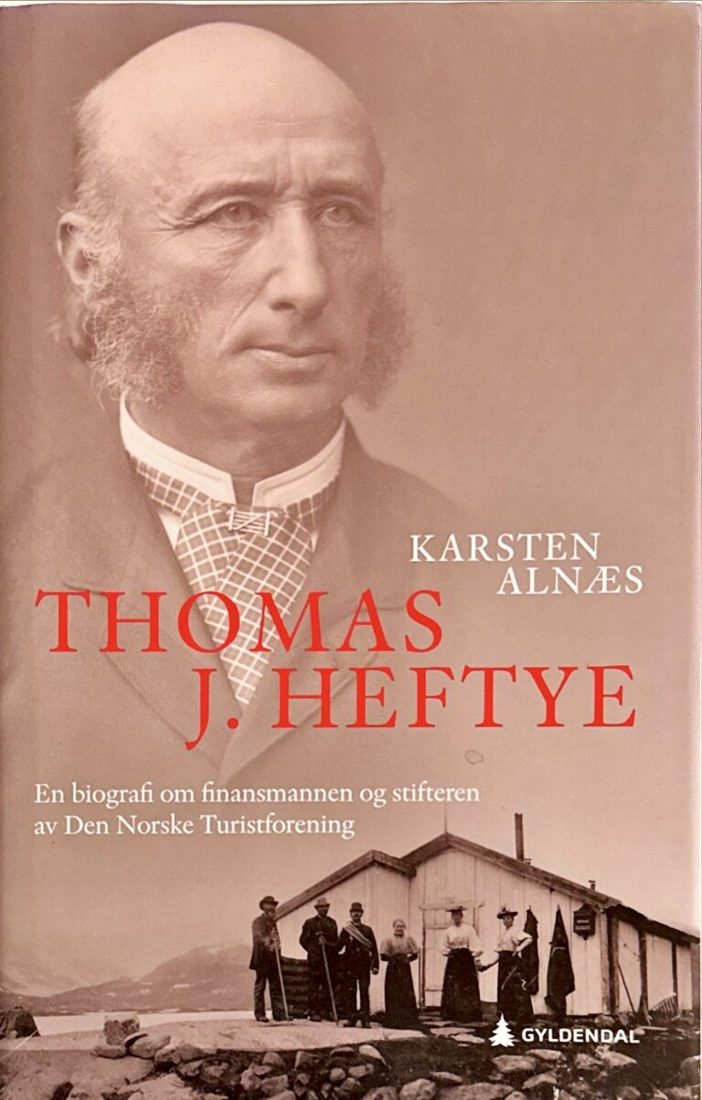 KARSTEN
ALNÆS
THOMAS
J. HEFTYE
En biografi om finansmannen og stifteren
av Den Norske Turistforening
GYLDENDAL